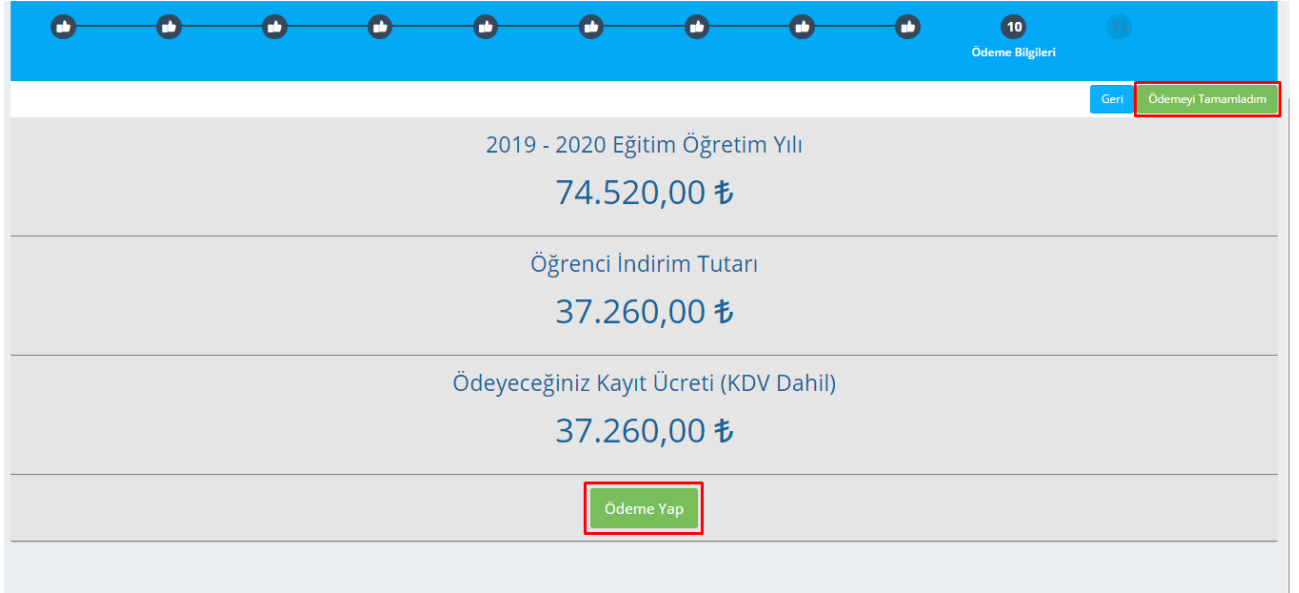 10
11
Ödeme Bilgileri
Geri
Ödemeyi Tamamladım
2019 - 2020 Eğitim Öğretim Yılı
74.520,00 ₺
Öğrenci İndirim Tutarı
37.260,00 ₺
Ödeyeceğiniz Kayıt Ücreti (KDV Dahil)
37.260,00 ₺
Ödeme Yap